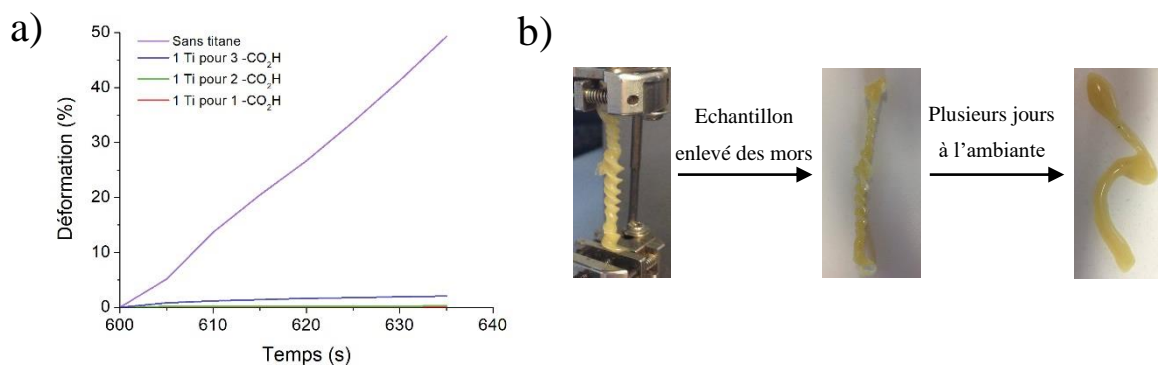 a)
50
40
30
20
10
0
Déformation (%)
Sans titane
1 Ti pour 3 -CO₂H
1 Ti pour 2 -CO₂H
1 Ti pour 1 -CO₂H
600
610
620
630
640
Temps (s)
b)
Echantillon
enlevé des mors
Plusieurs jours
à l’ambiante